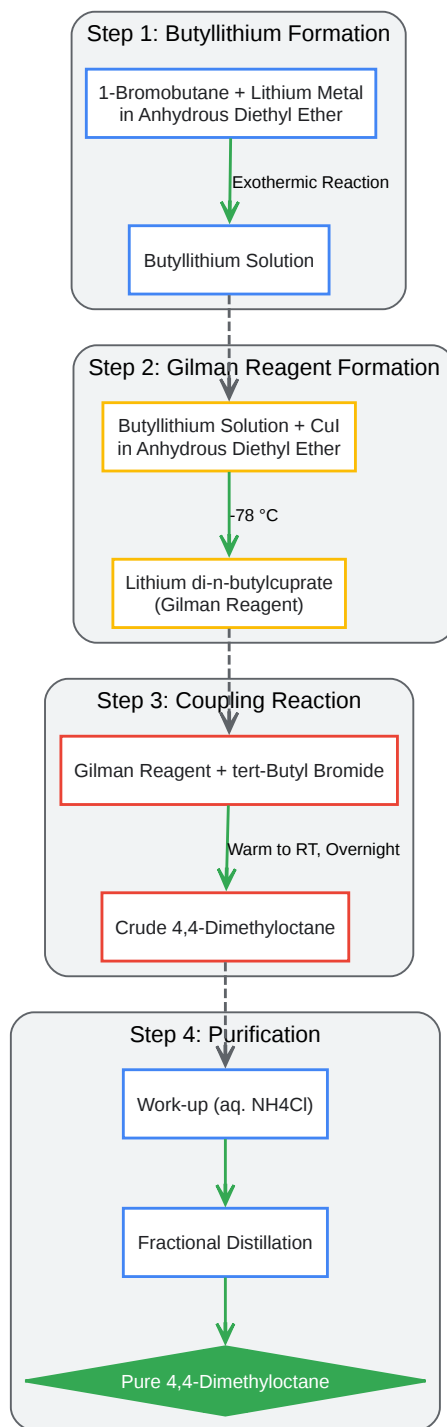 Step 1: Butyllithium Formation
1-Bromobutane + Lithium Metal
in Anhydrous Diethyl Ether
Exothermic Reaction
Butyllithium Solution
Step 2: Gilman Reagent Formation
Butyllithium Solution + CuI
in Anhydrous Diethyl Ether
-78 °C
Lithium di-n-butylcuprate
(Gilman Reagent)
Step 3: Coupling Reaction
Gilman Reagent + tert-Butyl Bromide
Warm to RT, Overnight
Crude 4,4-Dimethyloctane
Step 4: Purification
Work-up (aq. NH4Cl)
Fractional Distillation
Pure 4,4-Dimethyloctane